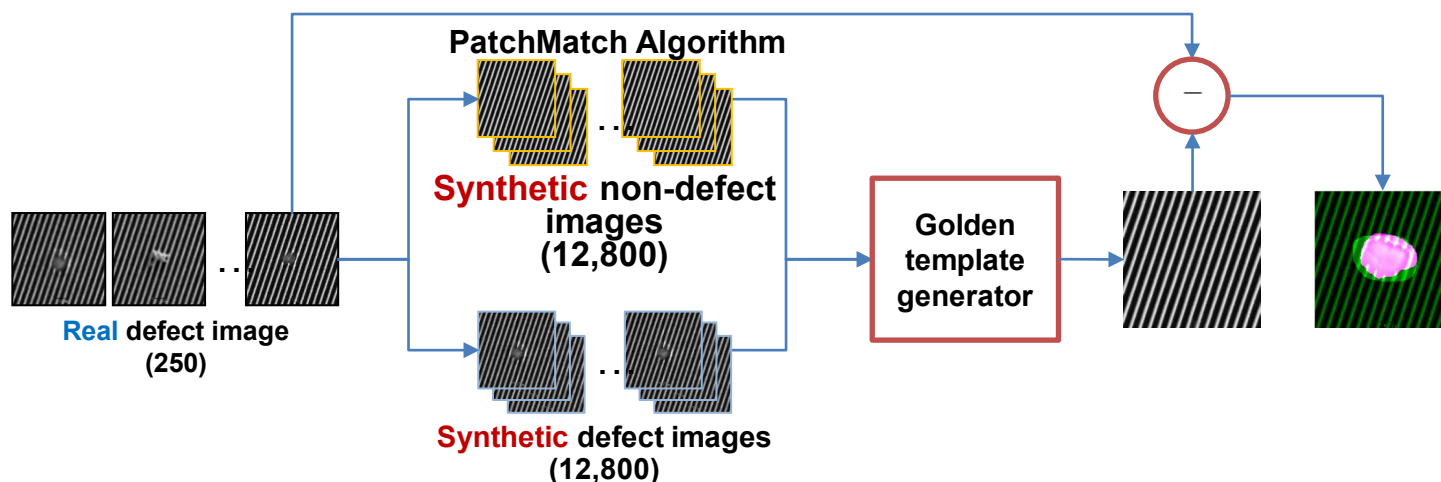 PatchMatch Algorithm
. . .
Synthetic non-defect
images
(12,800)
. . .
Real defect image
(250)
Golden
template
generator
—
. . .
Synthetic defect images
(12,800)